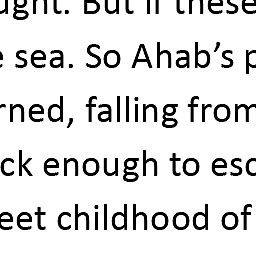 ught. But if these
e sea. So Ahab's p
rned, falling from
ck enough to esc
eet childhood of